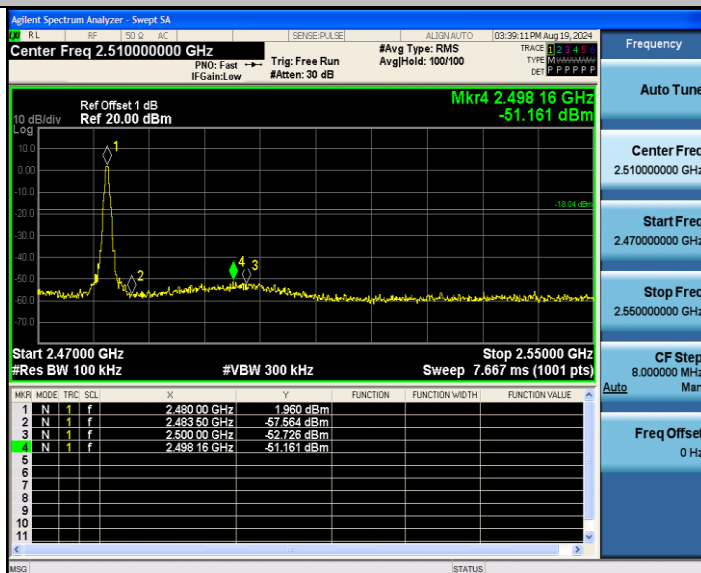 Agilent Spectrum Analyzer - Swept SA
RL RF 50 Ω AC SENSE:PULSE ALIGNAUTO 03:39:11 PM Aug 19, 2024
Center Freq 2.510000000 GHz
#Avg Type: RMS TRACE 1 2 3 4 5 6
PNO: Fast Trig: Free Run Avg|Hold: 100/100 TYPE M
IFGain:Low #Atten: 30 dB DET P P P P P P
Mkr4 2.498 16 GHz
-51.161 dBm
Ref Offset 1 dB
10 dB/div Ref 20.00 dBm
Log
10.0
0.00
-10.0
-20.0
-30.0
-40.0
-50.0
-60.0
-70.0
1
2
4
3
-18.04 dBm
Start 2.47000 GHz Stop 2.55000 GHz
#Res BW 100 kHz #VBW 300 kHz Sweep 7.667 ms (1001 pts)
MKR MODE TRC SCL X Y FUNCTION FUNCTION WIDTH FUNCTION VALUE
1 N 1 f 2.480 00 GHz 1.960 dBm
2 N 1 f 2.483 50 GHz -57.564 dBm
3 N 1 f 2.500 00 GHz -52.726 dBm
4 N 1 f 2.498 16 GHz -51.161 dBm
5
6
7
8
9
10
11
MSG STATUS
Frequency
Auto Tune
Center Freq
2.510000000 GHz
Start Freq
2.470000000 GHz
Stop Freq
2.550000000 GHz
CF Step
8.000000 MHz
Auto Man
Freq Offset
0 Hz